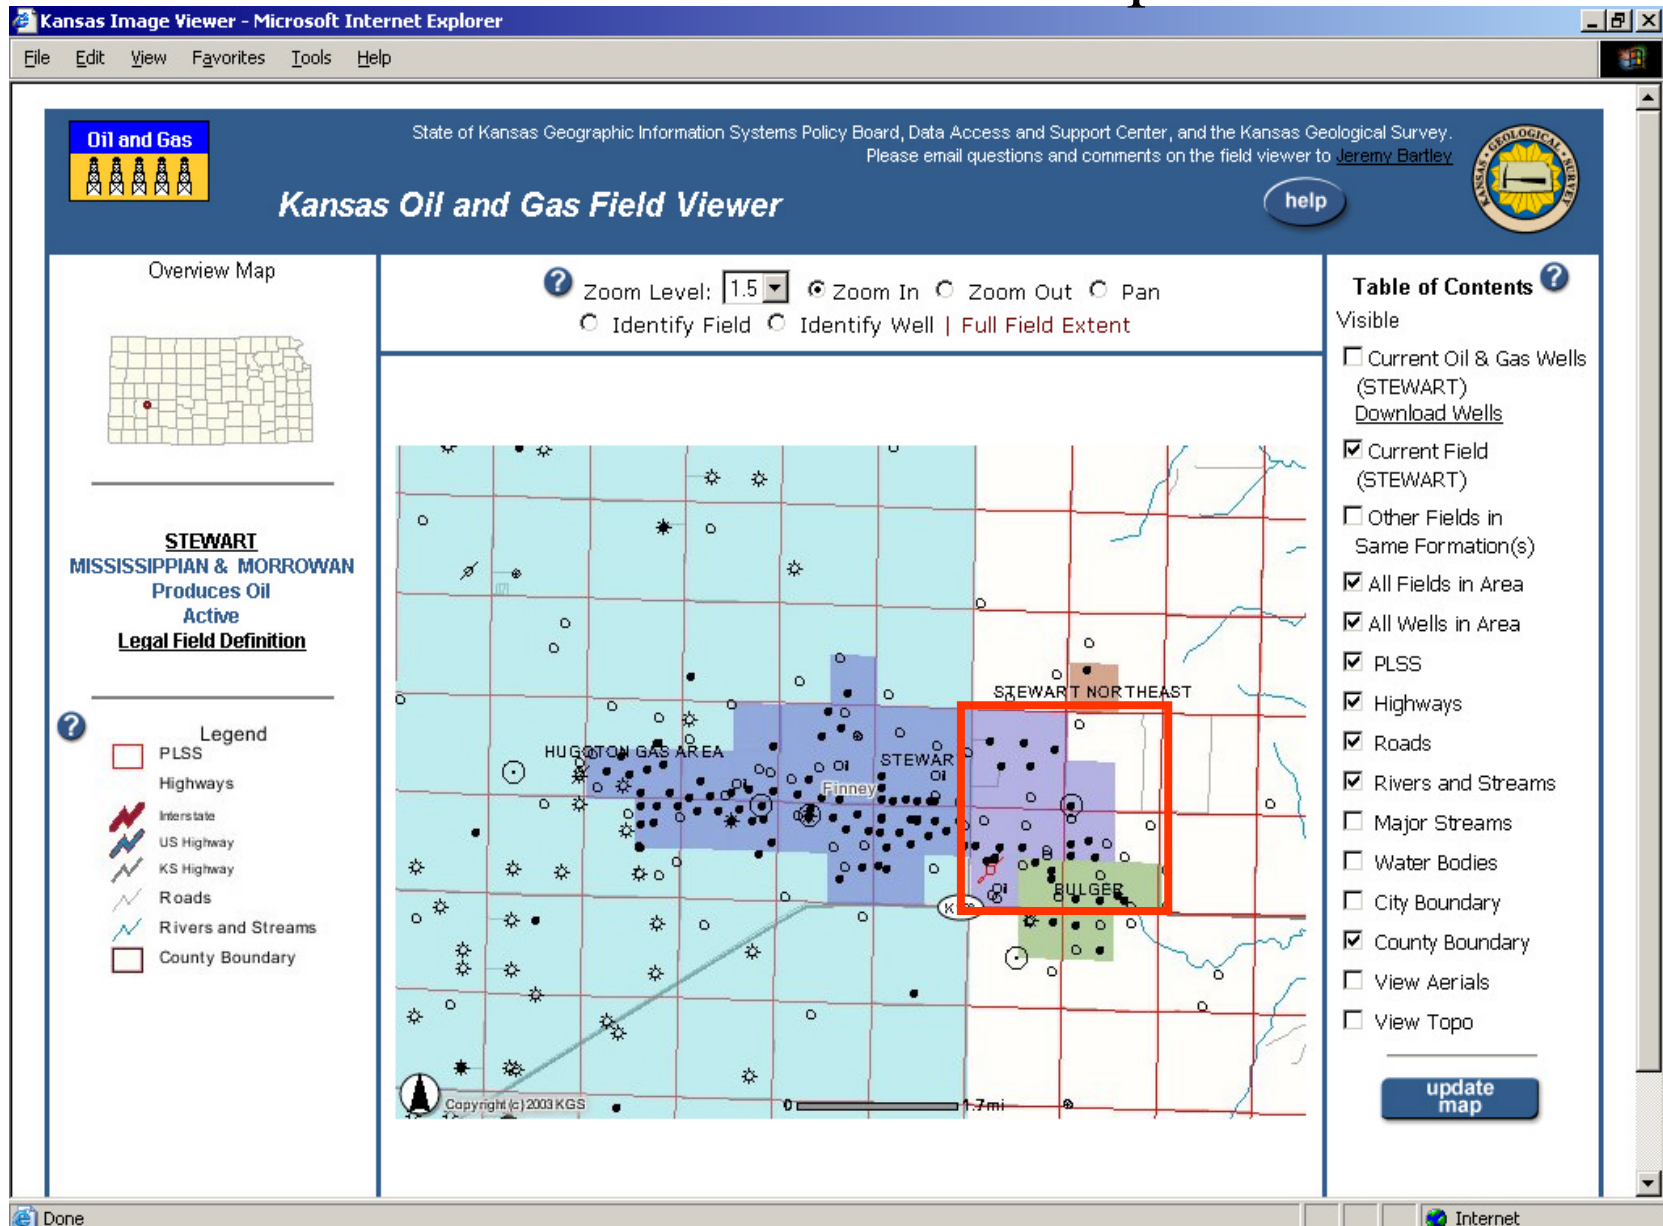 Kansas Image Viewer - Microsoft Internet Explorer
File Edit View Favorites Tools Help
Oil and Gas
State of Kansas Geographic Information Systems Policy Board, Data Access and Support Center, and the Kansas Geological Survey.
Please email questions and comments on the field viewer to Jeremy Bartley
Kansas Oil and Gas Field Viewer
help
KANSAS GEOLOGICAL SURVEY
Overview Map
STEWART
MISSISSIPPIAN & MORROWAN
Produces Oil
Active
Legal Field Definition
? Legend
PLSS
Highways
Interstate
US Highway
KS Highway
Roads
Rivers and Streams
County Boundary
? Zoom Level: 1.5 Zoom In Zoom Out Pan
Identify Field Identify Well | Full Field Extent
STEWART NORTHEAST
HUGOTON GAS AREA
STEWAR
Finney
BULGER
Copyright (c) 2003 KGS
0 1.7mi
Table of Contents ?
Visible
Current Oil & Gas Wells
(STEWART)
Download Wells
Current Field
(STEWART)
Other Fields in
Same Formation(s)
All Fields in Area
All Wells in Area
PLSS
Highways
Roads
Rivers and Streams
Major Streams
Water Bodies
City Boundary
County Boundary
View Aerials
View Topo
update
map
Done
Internet